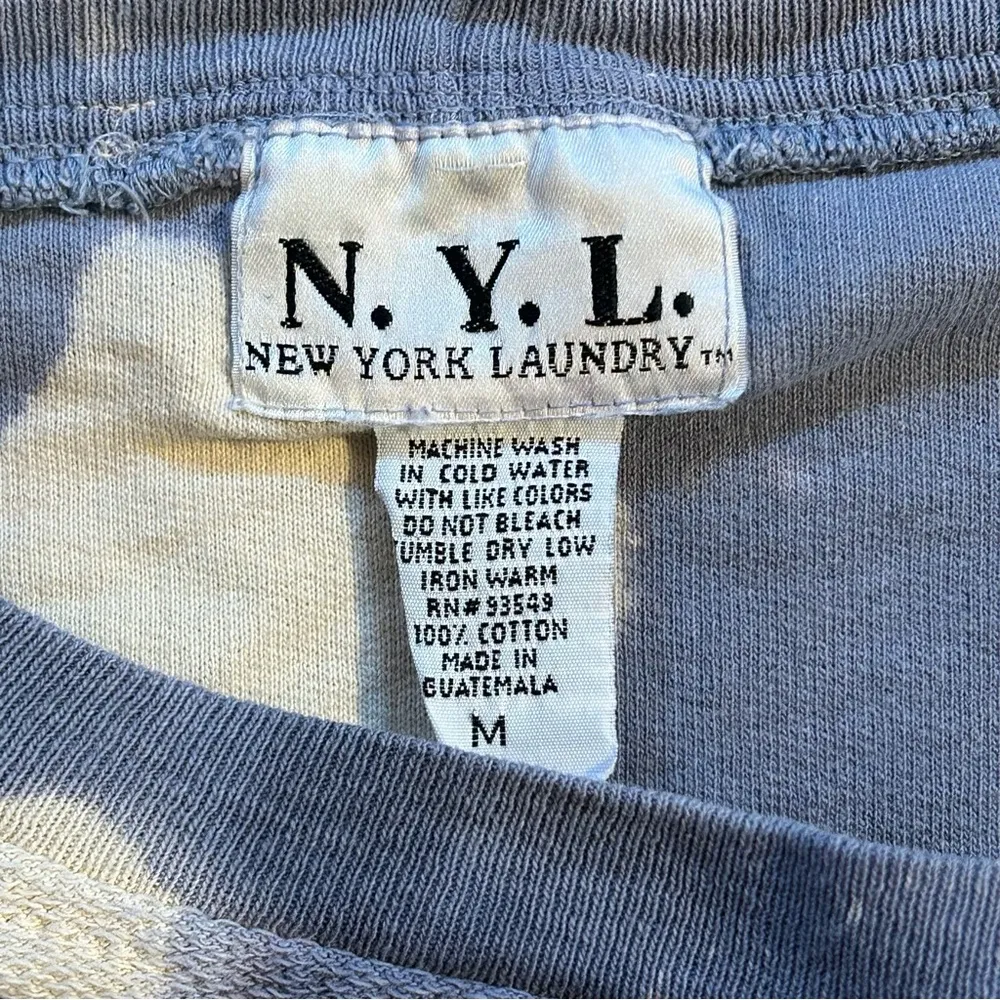 N. Y. L.
NEW YORK LAUNDRY™
MACHINE WASH
IN COLD WATER
WITH LIKE COLORS
DO NOT BLEACH
UMBLE DRY LOW
IRON WARM
RN# 93549
100% COTTON
MADE IN
GUATEMALA
M